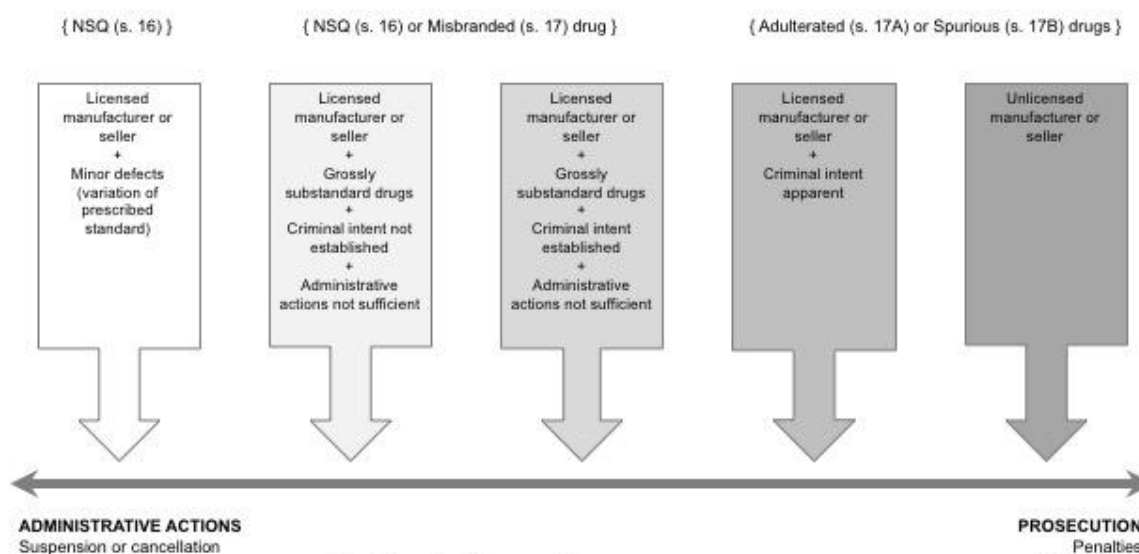 { NSQ (s. 16) }
{ NSQ (s. 16) or Misbranded (s. 17) drug }
{ Adulterated (s. 17A) or Spurious (s. 17B) drugs }
Licensed
manufacturer or
seller
+
Minor defects
(variation of
prescribed
standard)
Licensed
manufacturer or
seller
+
Grossly
substandard drugs
+
Criminal intent not
established
+
Administrative
actions not sufficient
Licensed
manufacturer or
seller
+
Grossly
substandard drugs
+
Criminal intent
established
+
Administrative
actions not sufficient
Licensed
manufacturer or
seller
+
Criminal intent
apparent
Unlicensed
manufacturer or
seller
ADMINISTRATIVE ACTIONS
Suspension or cancellation
PROSECUTION
Penalties